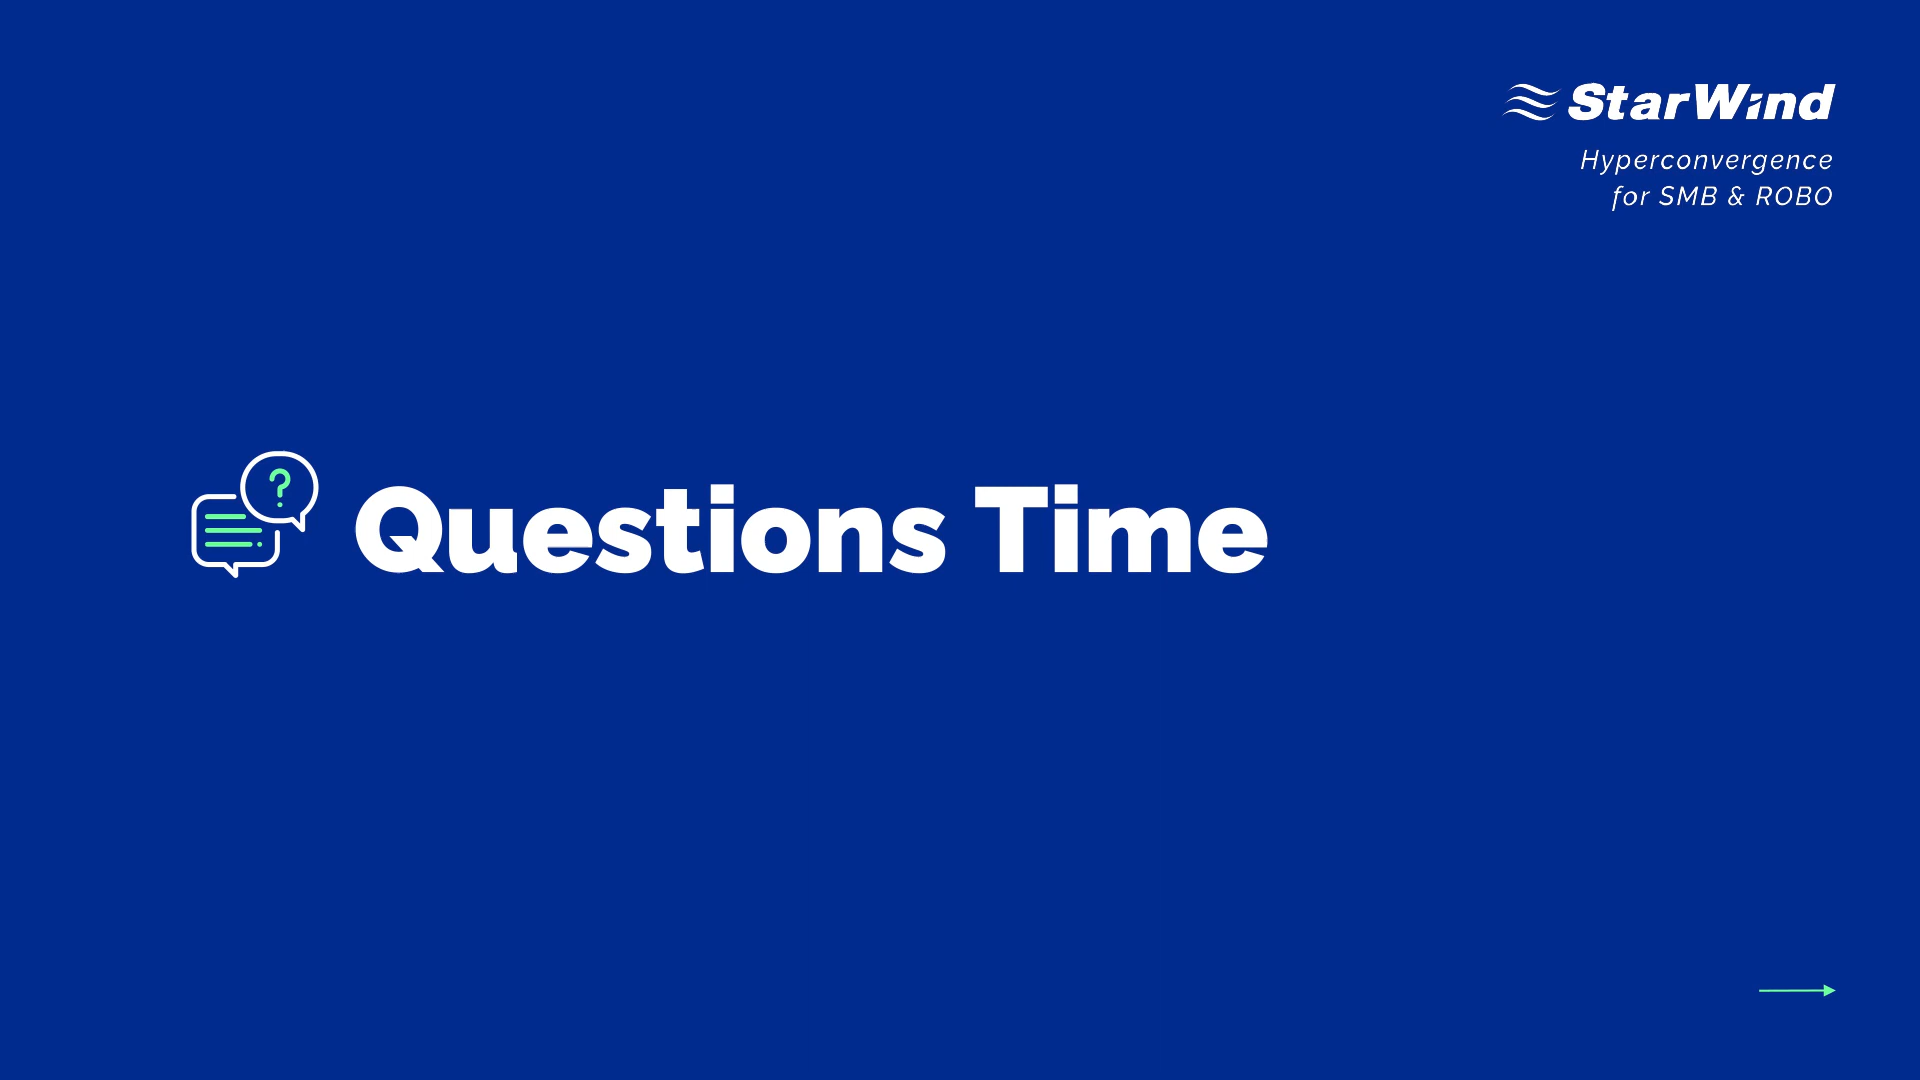 StarWind
Hyperconvergence
for SMB & ROBO
?
Questions Time